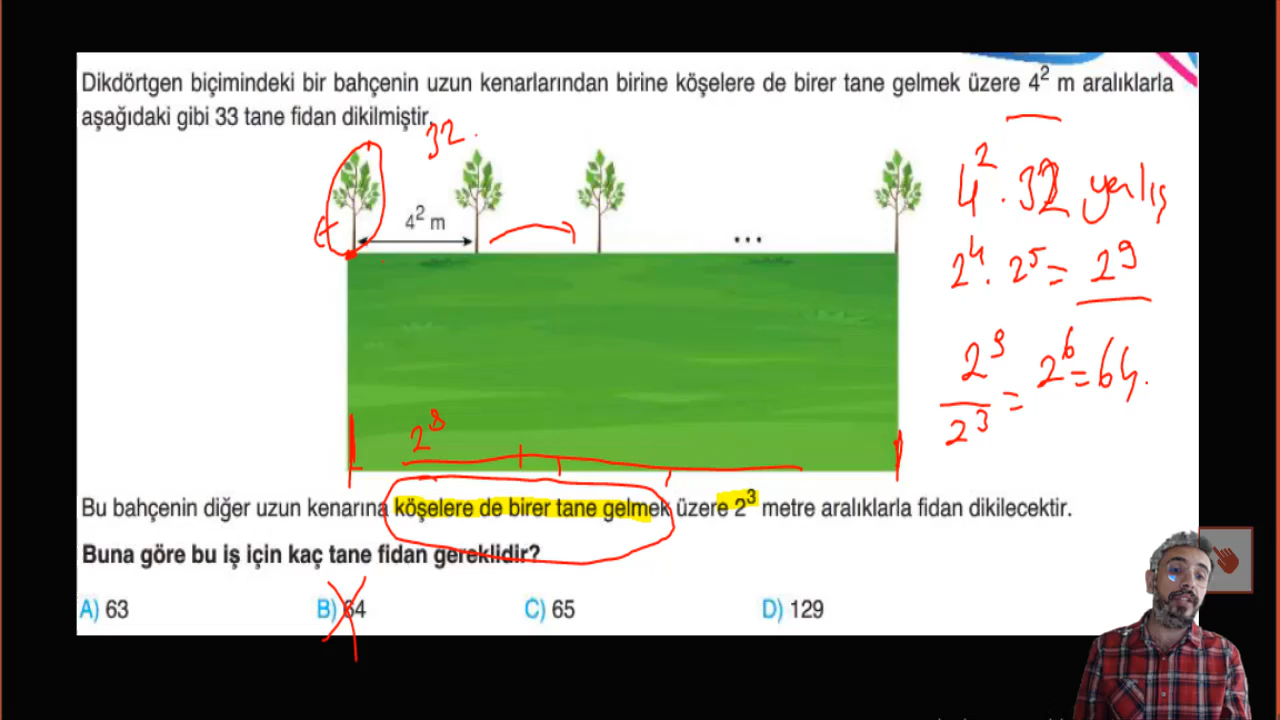 Dikdörtgen biçimindeki bir bahçenin uzun kenarlarından birine köşelere de birer tane gelmek üzere 4² m aralıklarla
aşağıdaki gibi 33 tane fidan dikilmiştir.
32.
4² m
...
4² . 32 yanlış
2⁴ . 2⁵ = 2⁹
2⁹ / 2³ = 2⁶ = 64.
2⁸
Bu bahçenin diğer uzun kenarına köşelere de birer tane gelmek üzere 2³ metre aralıklarla fidan dikilecektir.
Buna göre bu iş için kaç tane fidan gereklidir?
A) 63 B) 64 C) 65 D) 129